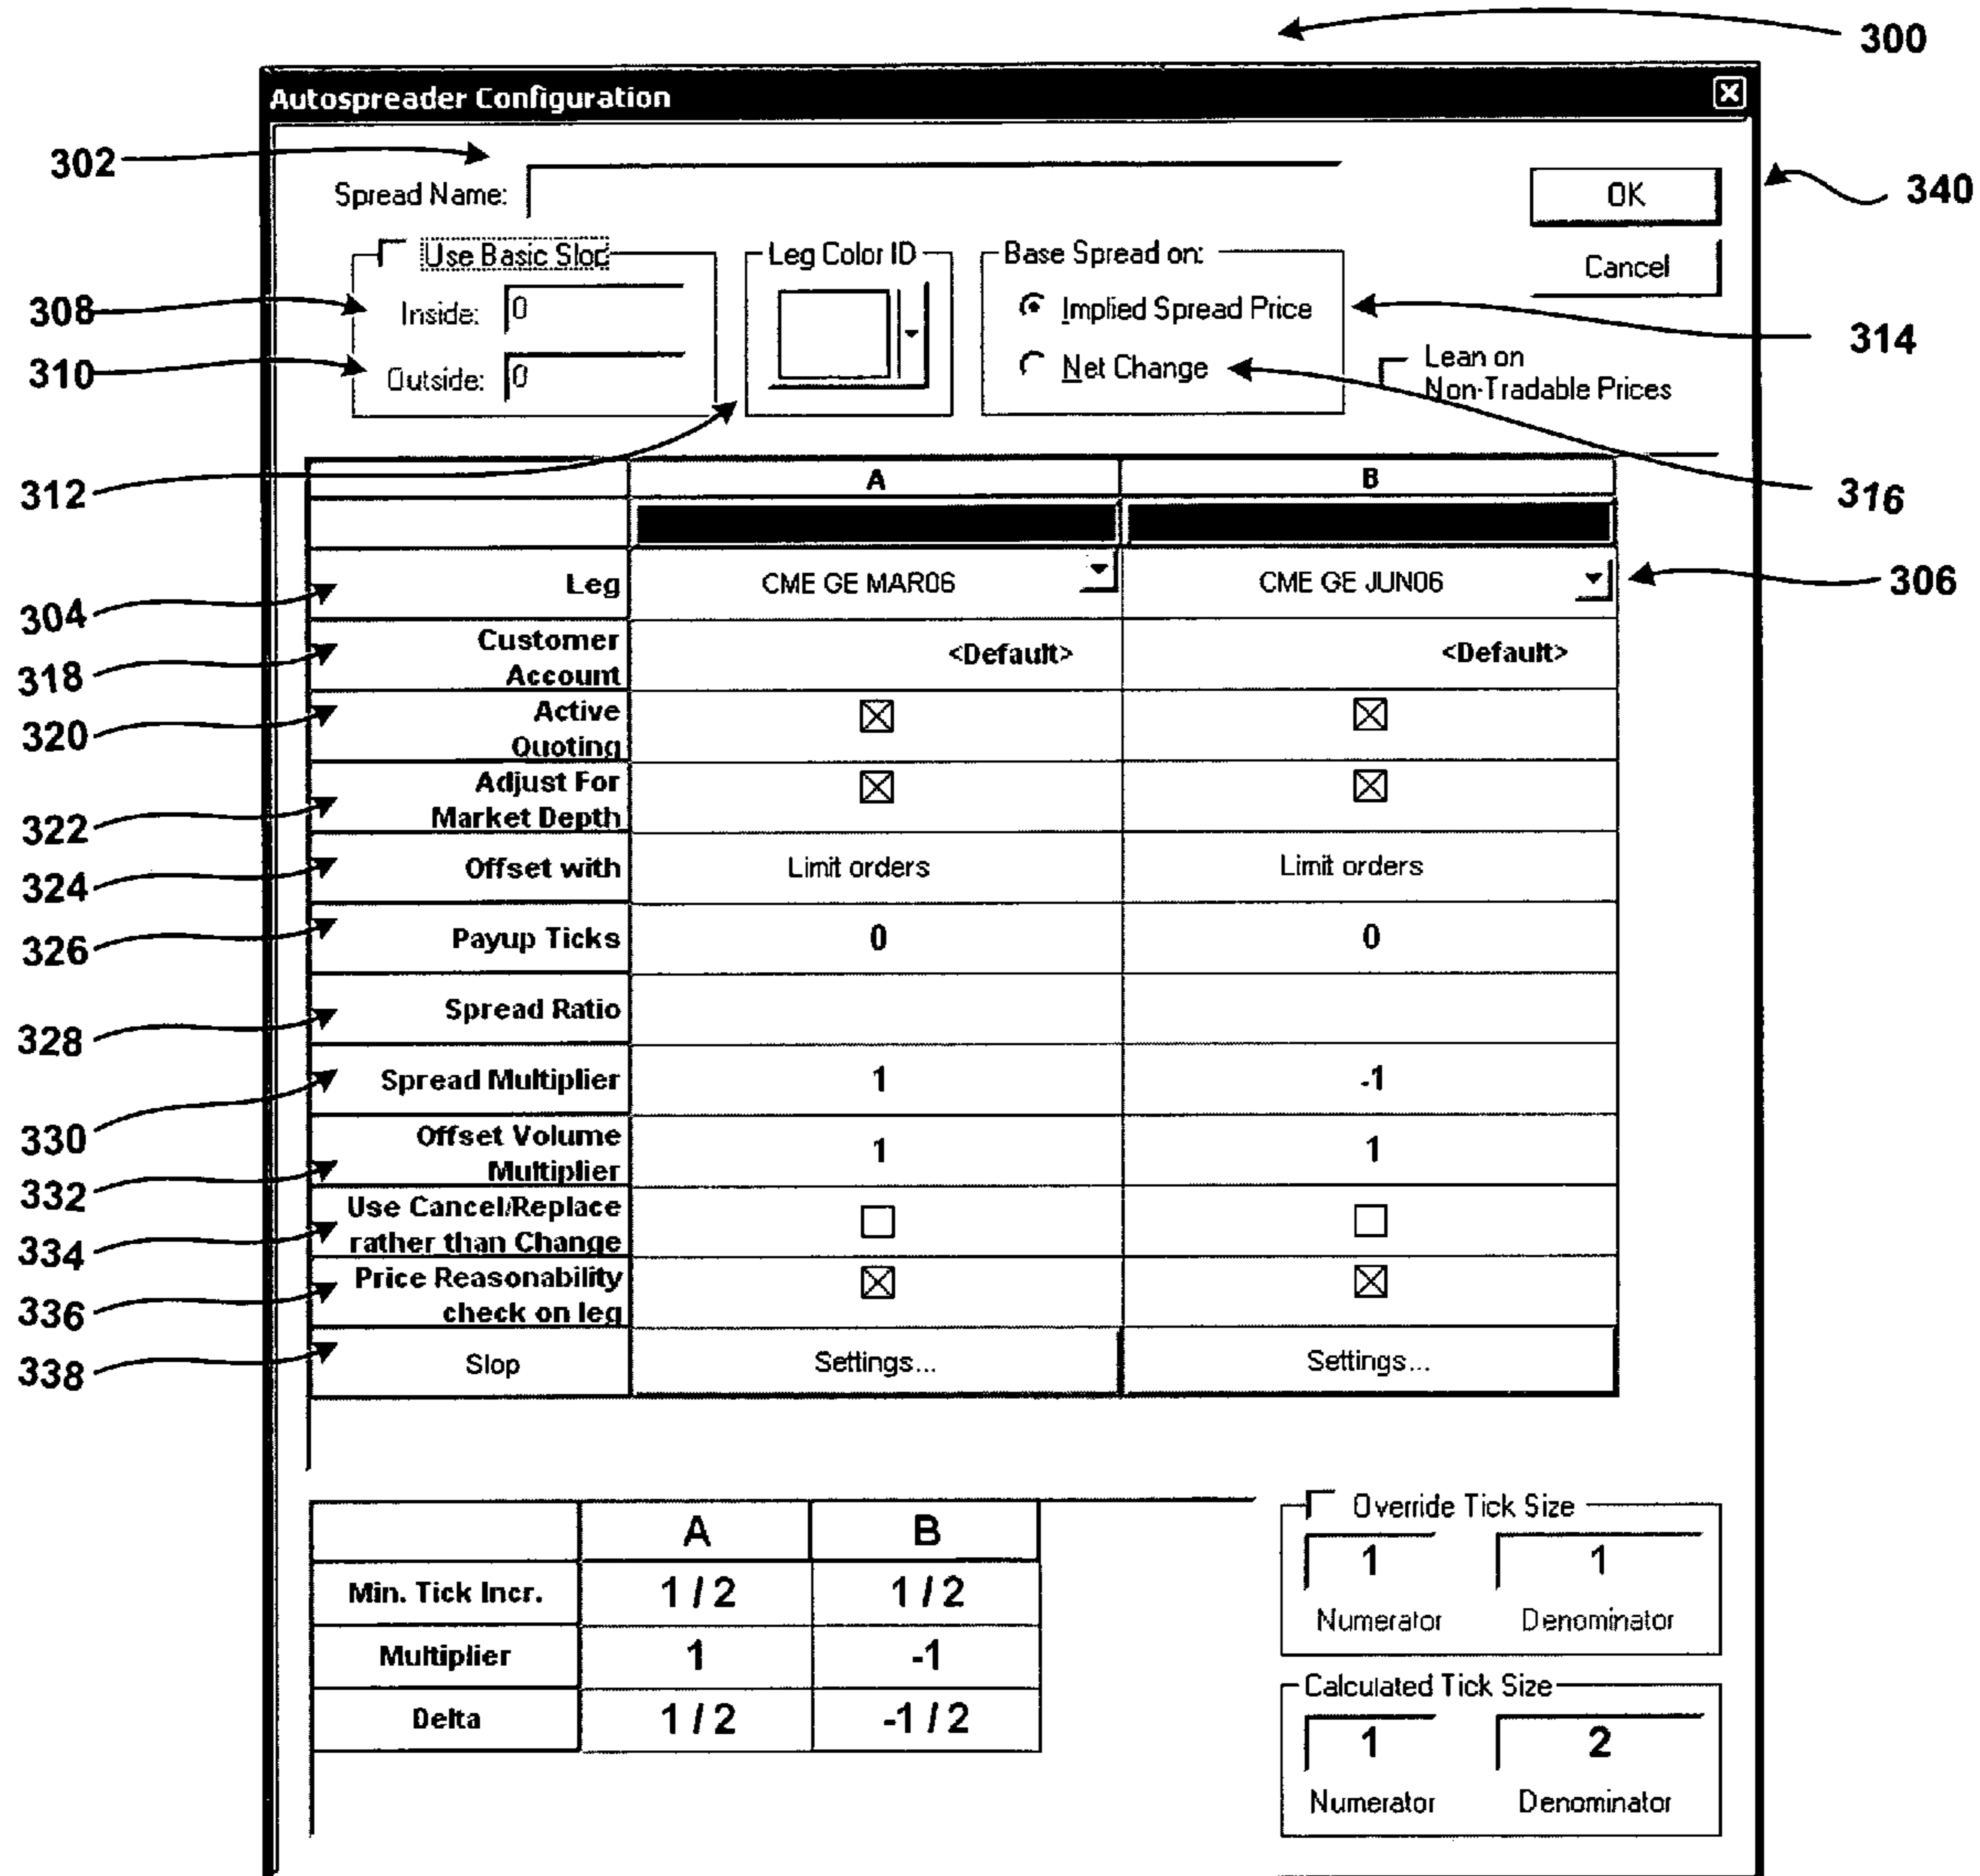 300
Autospreader Configuration
302
Spread Name:
OK
340
Use Basic Slop
Leg Color ID
Base Spread on:
Cancel
308
Inside: 0
Implied Spread Price
314
310
Outside: 0
Net Change
Lean on
Non-Tradable Prices
312
316
A B
304
Leg CME GE MAR06 CME GE JUN06
306
318
Customer
Account <Default> <Default>
320
Active
Quoting
322
Adjust For
Market Depth
324
Offset with Limit orders Limit orders
326
Payup Ticks 0 0
328
Spread Ratio
330
Spread Multiplier 1 -1
332
Offset Volume
Multiplier 1 1
334
Use Cancel/Replace
rather than Change
336
Price Reasonability
check on leg
338
Slop Settings... Settings...
A B
Min. Tick Incr. 1 / 2 1 / 2
Multiplier 1 -1
Delta 1 / 2 -1 / 2
Override Tick Size
1 1
Numerator Denominator
Calculated Tick Size
1 2
Numerator Denominator